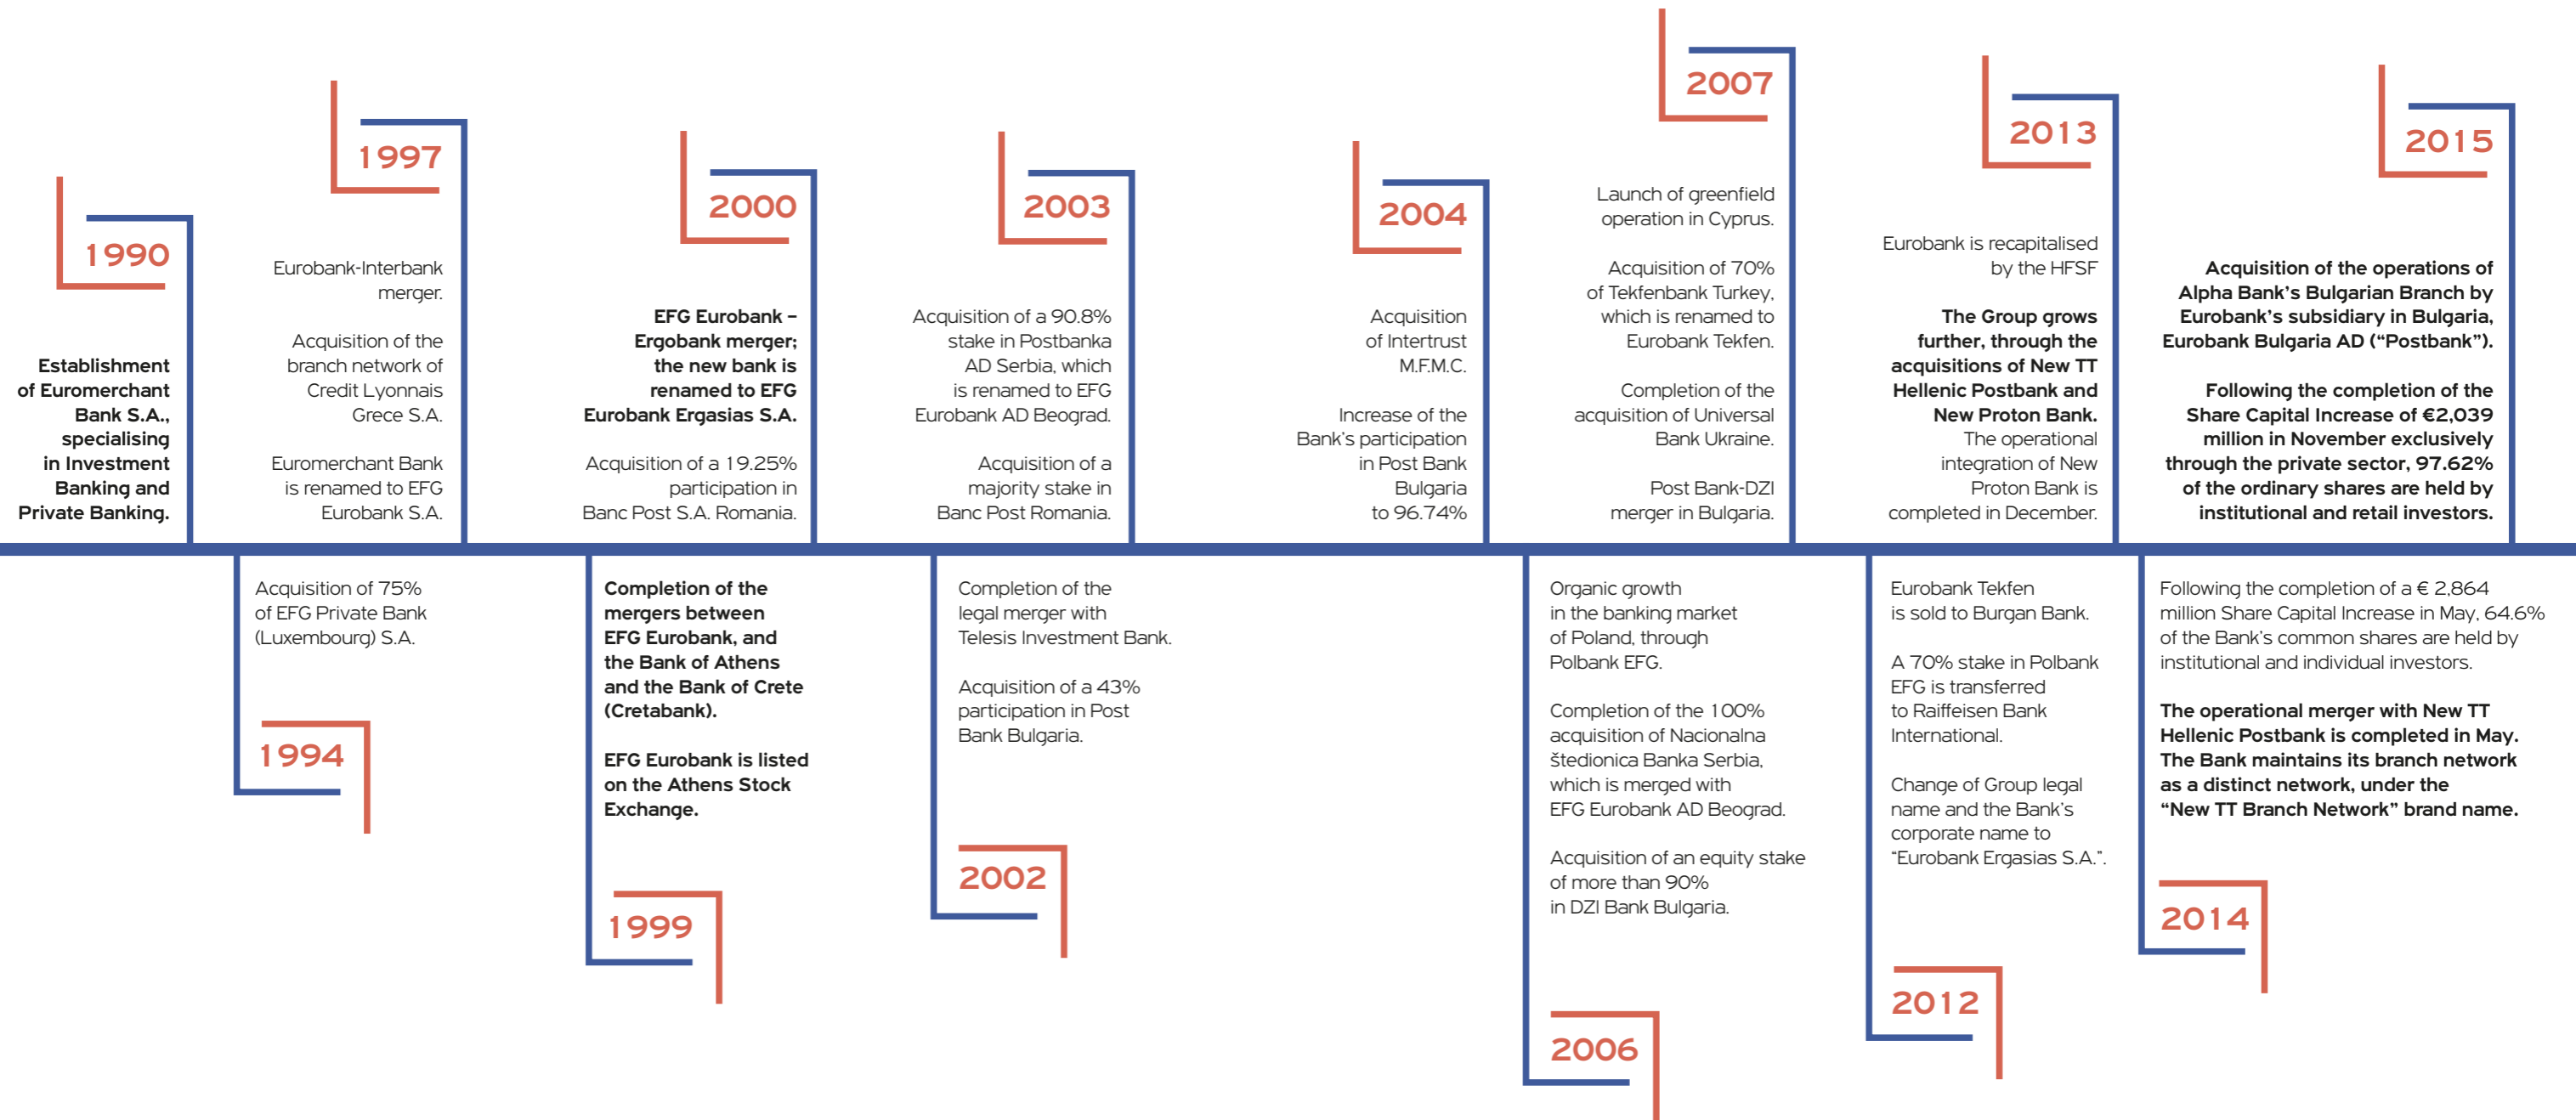 1990
Establishment
of Euromerchant
Bank S.A.,
specialising
in Investment
Banking and
Private Banking.
Acquisition of 75%
of EFG Private Bank
(Luxembourg) S.A.
1994
1997
Eurobank-Interbank
merger.
Acquisition of the
branch network of
Credit Lyonnais
Grece S.A.
Euromerchant Bank
is renamed to EFG
Eurobank S.A.
Completion of the
mergers between
EFG Eurobank, and
the Bank of Athens
and the Bank of Crete
(Cretabank).
EFG Eurobank is listed
on the Athens Stock
Exchange.
1999
2000
EFG Eurobank –
Ergobank merger;
the new bank is
renamed to EFG
Eurobank Ergasias S.A.
Acquisition of a 19.25%
participation in
Banc Post S.A. Romania.
Completion of the
legal merger with
Telesis Investment Bank.
Acquisition of a 43%
participation in Post
Bank Bulgaria.
2002
2003
Acquisition of a 90.8%
stake in Postbanka
AD Serbia, which
is renamed to EFG
Eurobank AD Beograd.
Acquisition of a
majority stake in
Banc Post Romania.
2004
Acquisition
of Intertrust
M.F.M.C.
Increase of the
Bank's participation
in Post Bank
Bulgaria
to 96.74%
Organic growth
in the banking market
of Poland, through
Polbank EFG.
Completion of the 100%
acquisition of Nacionalna
štedionica Banka Serbia,
which is merged with
EFG Eurobank AD Beograd.
Acquisition of an equity stake
of more than 90%
in DZI Bank Bulgaria.
2006
2007
Launch of greenfield
operation in Cyprus.
Acquisition of 70%
of Tekfenbank Turkey,
which is renamed to
Eurobank Tekfen.
Completion of the
acquisition of Universal
Bank Ukraine.
Post Bank-DZI
merger in Bulgaria.
Eurobank Tekfen
is sold to Burgan Bank.
A 70% stake in Polbank
EFG is transferred
to Raiffeisen Bank
International.
Change of Group legal
name and the Bank's
corporate name to
“Eurobank Ergasias S.A.”.
2012
2013
Eurobank is recapitalised
by the HFSF
The Group grows
further, through the
acquisitions of New TT
Hellenic Postbank and
New Proton Bank.
The operational
integration of New
Proton Bank is
completed in December.
Following the completion of a € 2,864
million Share Capital Increase in May, 64.6%
of the Bank's common shares are held by
institutional and individual investors.
The operational merger with New TT
Hellenic Postbank is completed in May.
The Bank maintains its branch network
as a distinct network, under the
“New TT Branch Network” brand name.
2014
2015
Acquisition of the operations of
Alpha Bank's Bulgarian Branch by
Eurobank's subsidiary in Bulgaria,
Eurobank Bulgaria AD (“Postbank”).
Following the completion of the
Share Capital Increase of €2,039
million in November exclusively
through the private sector, 97.62%
of the ordinary shares are held by
institutional and retail investors.